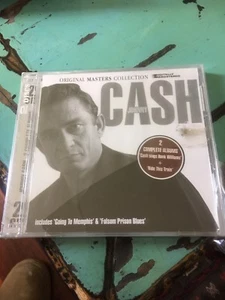 ORIGINAL MASTERS COLLECTION
CASH
2
COMPLETE ALBUMS
Cash Sings Hank Williams
+
Ride This Train
includes 'Going To Memphis' & 'Folsom Prison Blues'